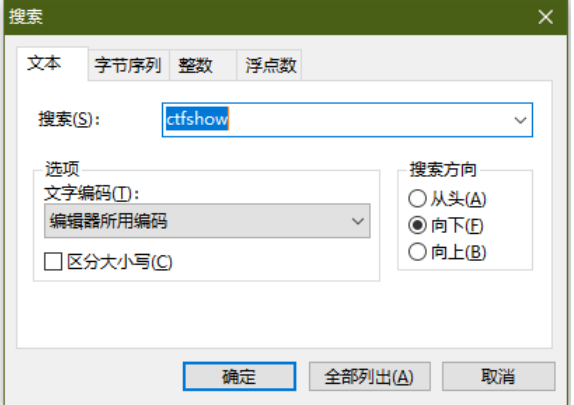 搜索
文本 字节序列 整数 浮点数
搜索(S): ctfshow
选项
文字编码(T):
编辑器所用编码
区分大小写(C)
搜索方向
从头(A)
向下(F)
向上(B)
确定 全部列出(A) 取消